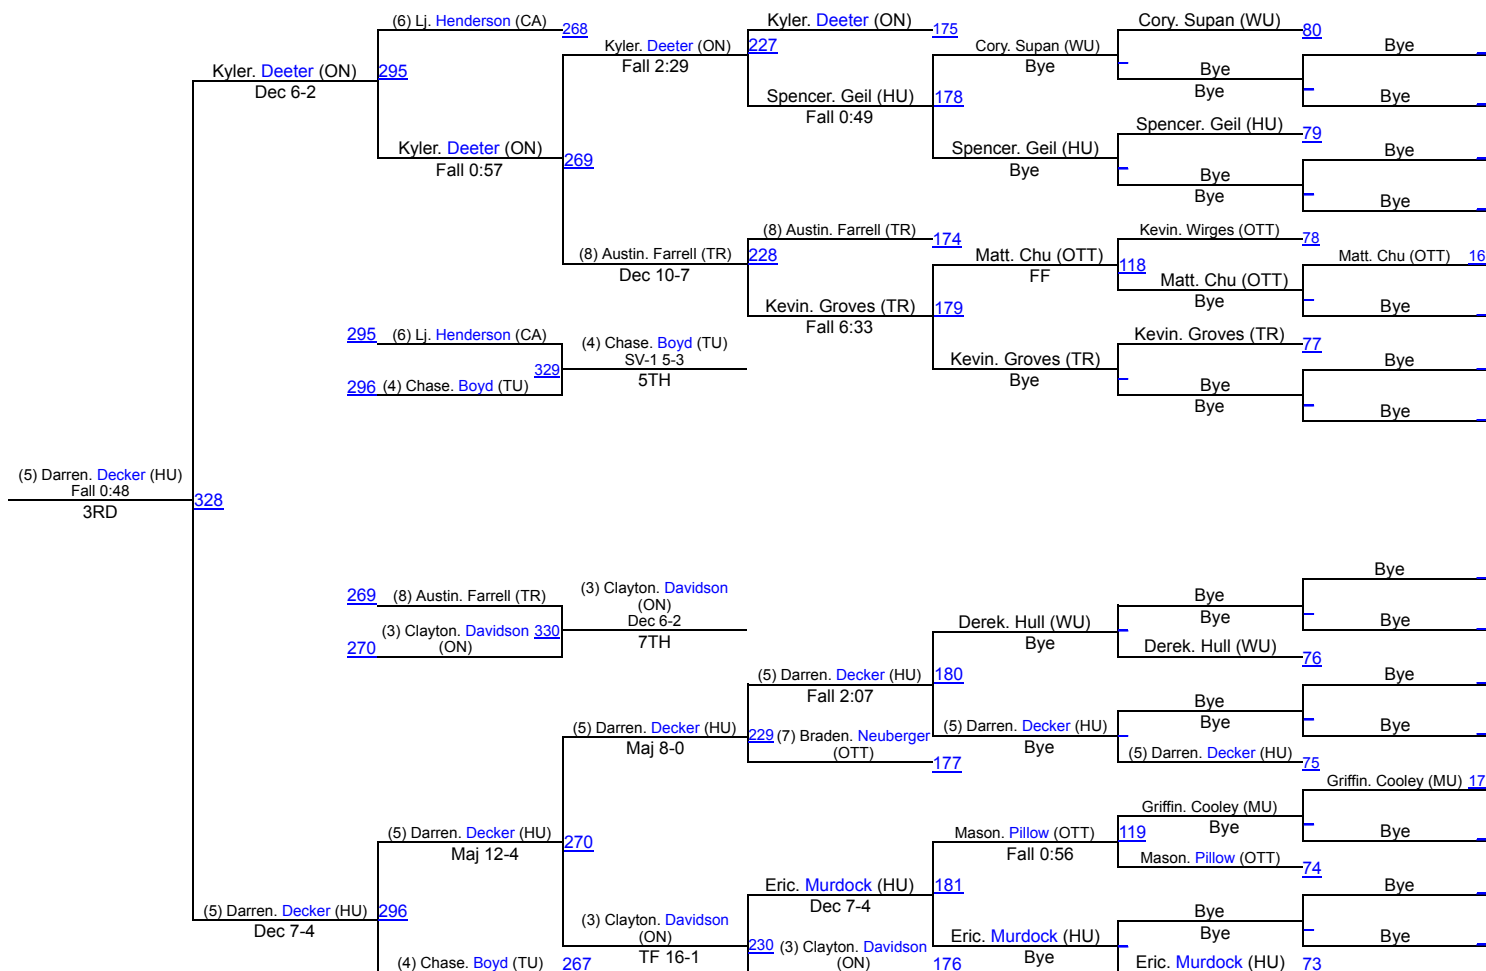 (6) Lj. Henderson (CA)
268
Kyler. Deeter (ON)
175
Cory. Supan (WU)
80
Kyler. Deeter (ON)
227
Cory. Supan (WU)
Bye
Kyler. Deeter (ON)
295
Fall 2:29
Bye
Bye
Dec 6-2
Bye
Spencer. Geil (HU)
178
Bye
Fall 0:49
Spencer. Geil (HU)
79
Kyler. Deeter (ON)
269
Spencer. Geil (HU)
Bye
Fall 0:57
Bye
Bye
Bye
Bye
(8) Austin. Farrell (TR)
174
Kevin. Wirges (OTT)
78
(8) Austin. Farrell (TR)
228
Matt. Chu (OTT)
118
Matt. Chu (OTT)
16
Dec 10-7
FF
Matt. Chu (OTT)
Bye
Kevin. Groves (TR)
179
Bye
Fall 6:33
295
(6) Lj. Henderson (CA)
(4) Chase. Boyd (TU)
Kevin. Groves (TR)
77
329
SV-1 5-3
Kevin. Groves (TR)
Bye
296
(4) Chase. Boyd (TU)
5TH
Bye
Bye
Bye
Bye
(5) Darren. Decker (HU)
Fall 0:48
328
3RD
Bye
269
(8) Austin. Farrell (TR)
(3) Clayton. Davidson
(ON)
Bye
Bye
Dec 6-2
(3) Clayton. Davidson
330
Derek. Hull (WU)
Bye
270
(ON)
7TH
Bye
Derek. Hull (WU)
76
(5) Darren. Decker (HU)
180
Bye
Fall 2:07
Bye
Bye
(5) Darren. Decker (HU)
229
(7) Braden. Neuberger
(OTT)
(5) Darren. Decker (HU)
Bye
Maj 8-0
177
Bye
(5) Darren. Decker (HU)
75
Griffin. Cooley (MU)
17
Griffin. Cooley (MU)
(5) Darren. Decker (HU)
270
Mason. Pillow (OTT)
119
Bye
Bye
Maj 12-4
Fall 0:56
Mason. Pillow (OTT)
74
Eric. Murdock (HU)
181
Bye
(5) Darren. Decker (HU)
296
Dec 7-4
Bye
Dec 7-4
(3) Clayton. Davidson
(ON)
Bye
Eric. Murdock (HU)
Bye
230
(3) Clayton. Davidson
(ON)
TF 16-1
Bye
(4) Chase. Boyd (TU)
267
176
Eric. Murdock (HU)
73